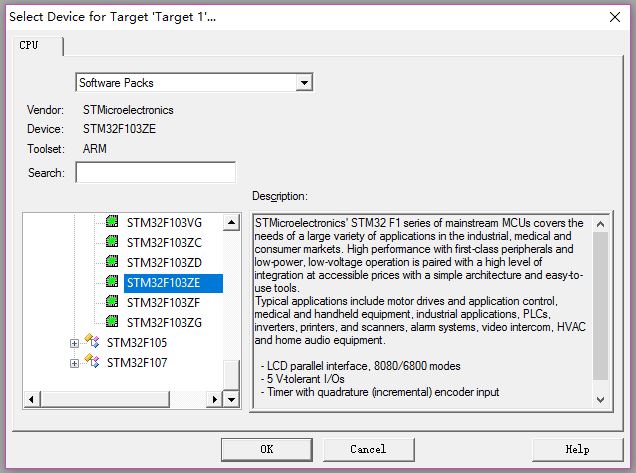 Select Device for Target 'Target 1'...
CPU
Software Packs
Vendor: STMicroelectronics
Device: STM32F103ZE
Toolset: ARM
Search:
Description:
STM32F103VG
STM32F103ZC
STM32F103ZD
STM32F103ZE
STM32F103ZF
STM32F103ZG
STM32F105
STM32F107
STMicroelectronics' STM32 F1 series of mainstream MCUs covers the
needs of a large variety of applications in the industrial, medical and
consumer markets. High performance with first-class peripherals and
low-power, low-voltage operation is paired with a high level of
integration at accessible prices with a simple architecture and easy-to-
use tools.
Typical applications include motor drives and application control,
medical and handheld equipment, industrial applications, PLCs,
inverters, printers, and scanners, alarm systems, video intercom, HVAC
and home audio equipment.
- LCD parallel interface, 8080/6800 modes
- 5 V-tolerant I/Os
- Timer with quadrature (incremental) encoder input
OK
Cancel
Help